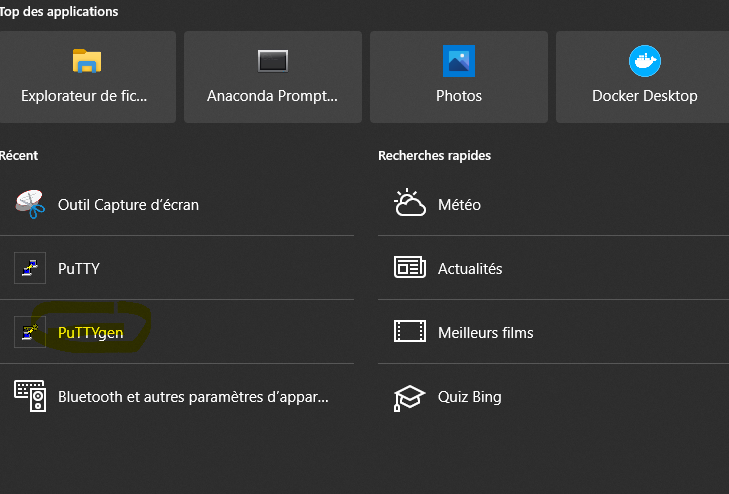 Top des applications
Explorateur de fic...
Anaconda Prompt...
Photos
Docker Desktop
Récent
Outil Capture d'écran
PuTTY
PuTTYgen
Bluetooth et autres paramètres d'appar...
Recherches rapides
Météo
Actualités
Meilleurs films
Quiz Bing